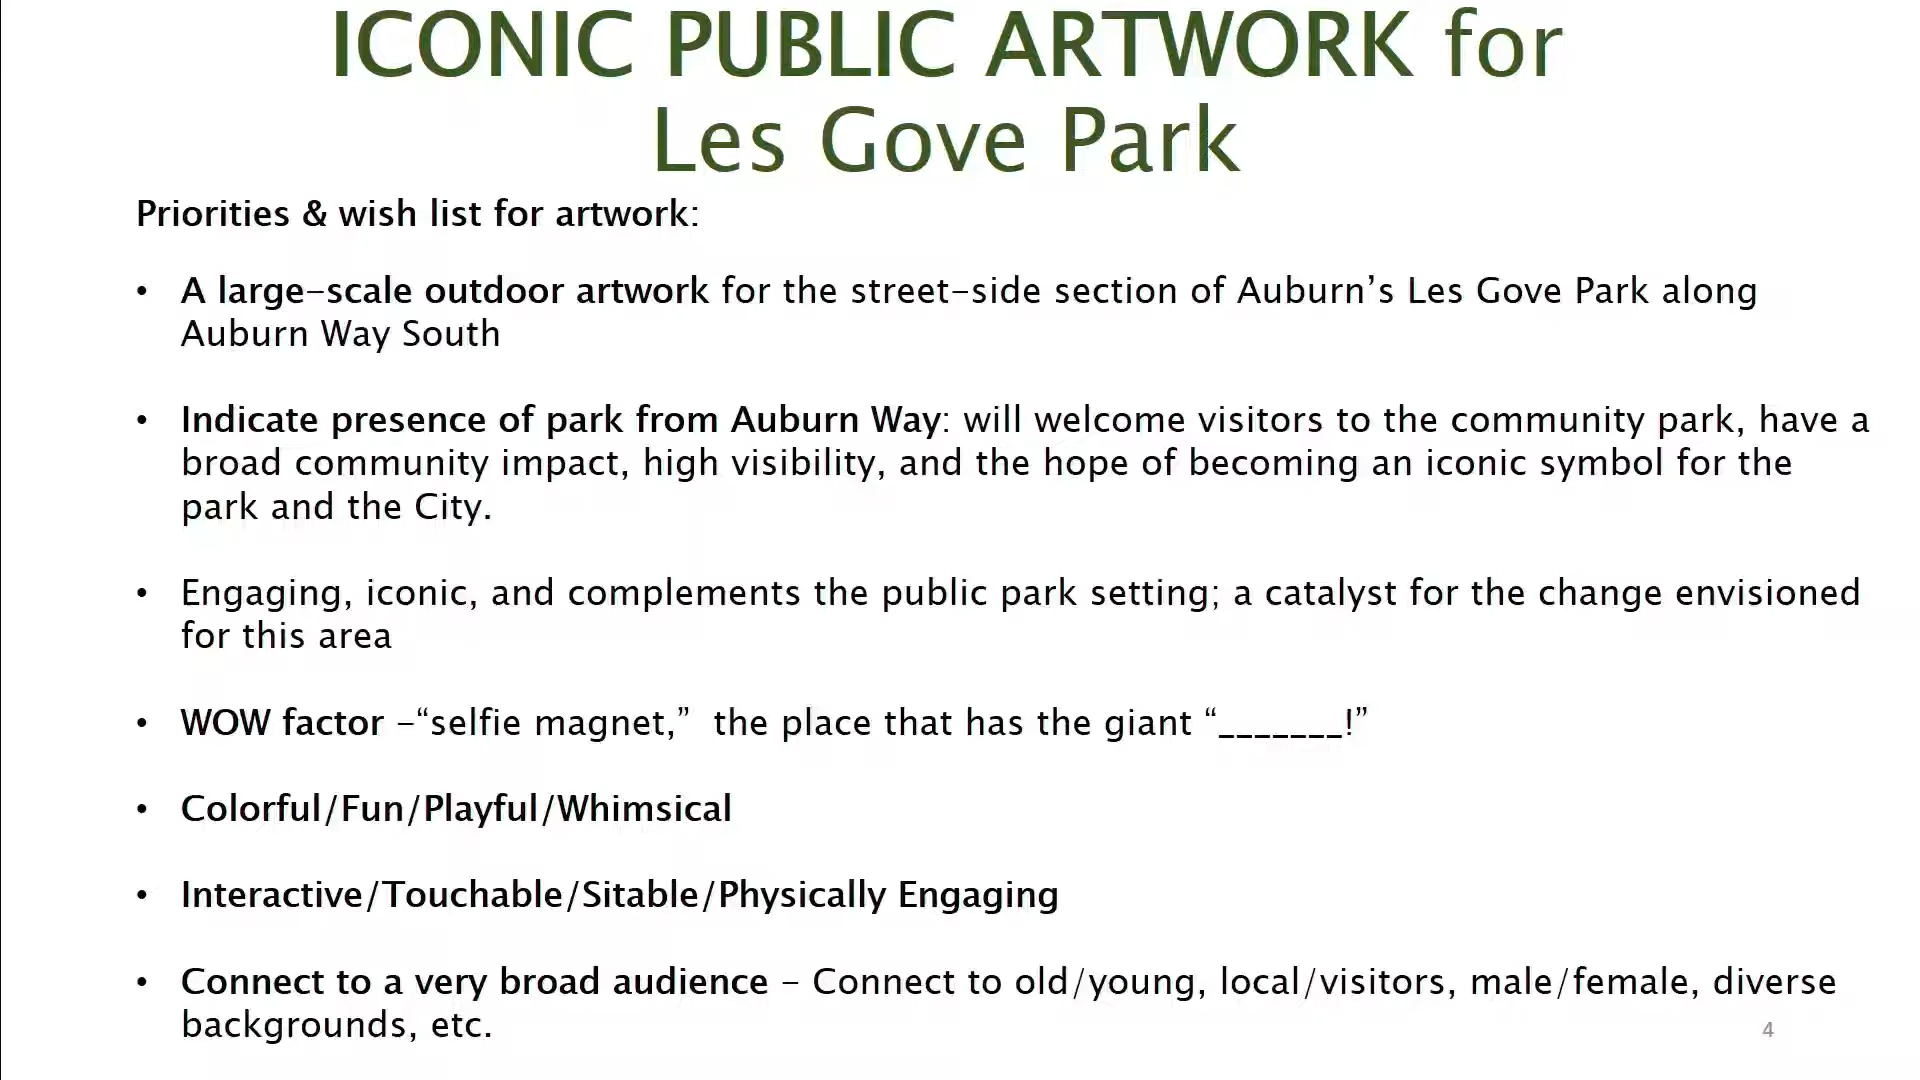 ICONIC PUBLIC ARTWORK for
Les Gove Park
Priorities & wish list for artwork:
• A large-scale outdoor artwork for the street-side section of Auburn’s Les Gove Park along
Auburn Way South
• Indicate presence of park from Auburn Way: will welcome visitors to the community park, have a
broad community impact, high visibility, and the hope of becoming an iconic symbol for the
park and the City.
• Engaging, iconic, and complements the public park setting; a catalyst for the change envisioned
for this area
• WOW factor –“selfie magnet,”  the place that has the giant “_______!”
• Colorful/Fun/Playful/Whimsical
• Interactive/Touchable/Sitable/Physically Engaging
• Connect to a very broad audience – Connect to old/young, local/visitors, male/female, diverse
backgrounds, etc.
4